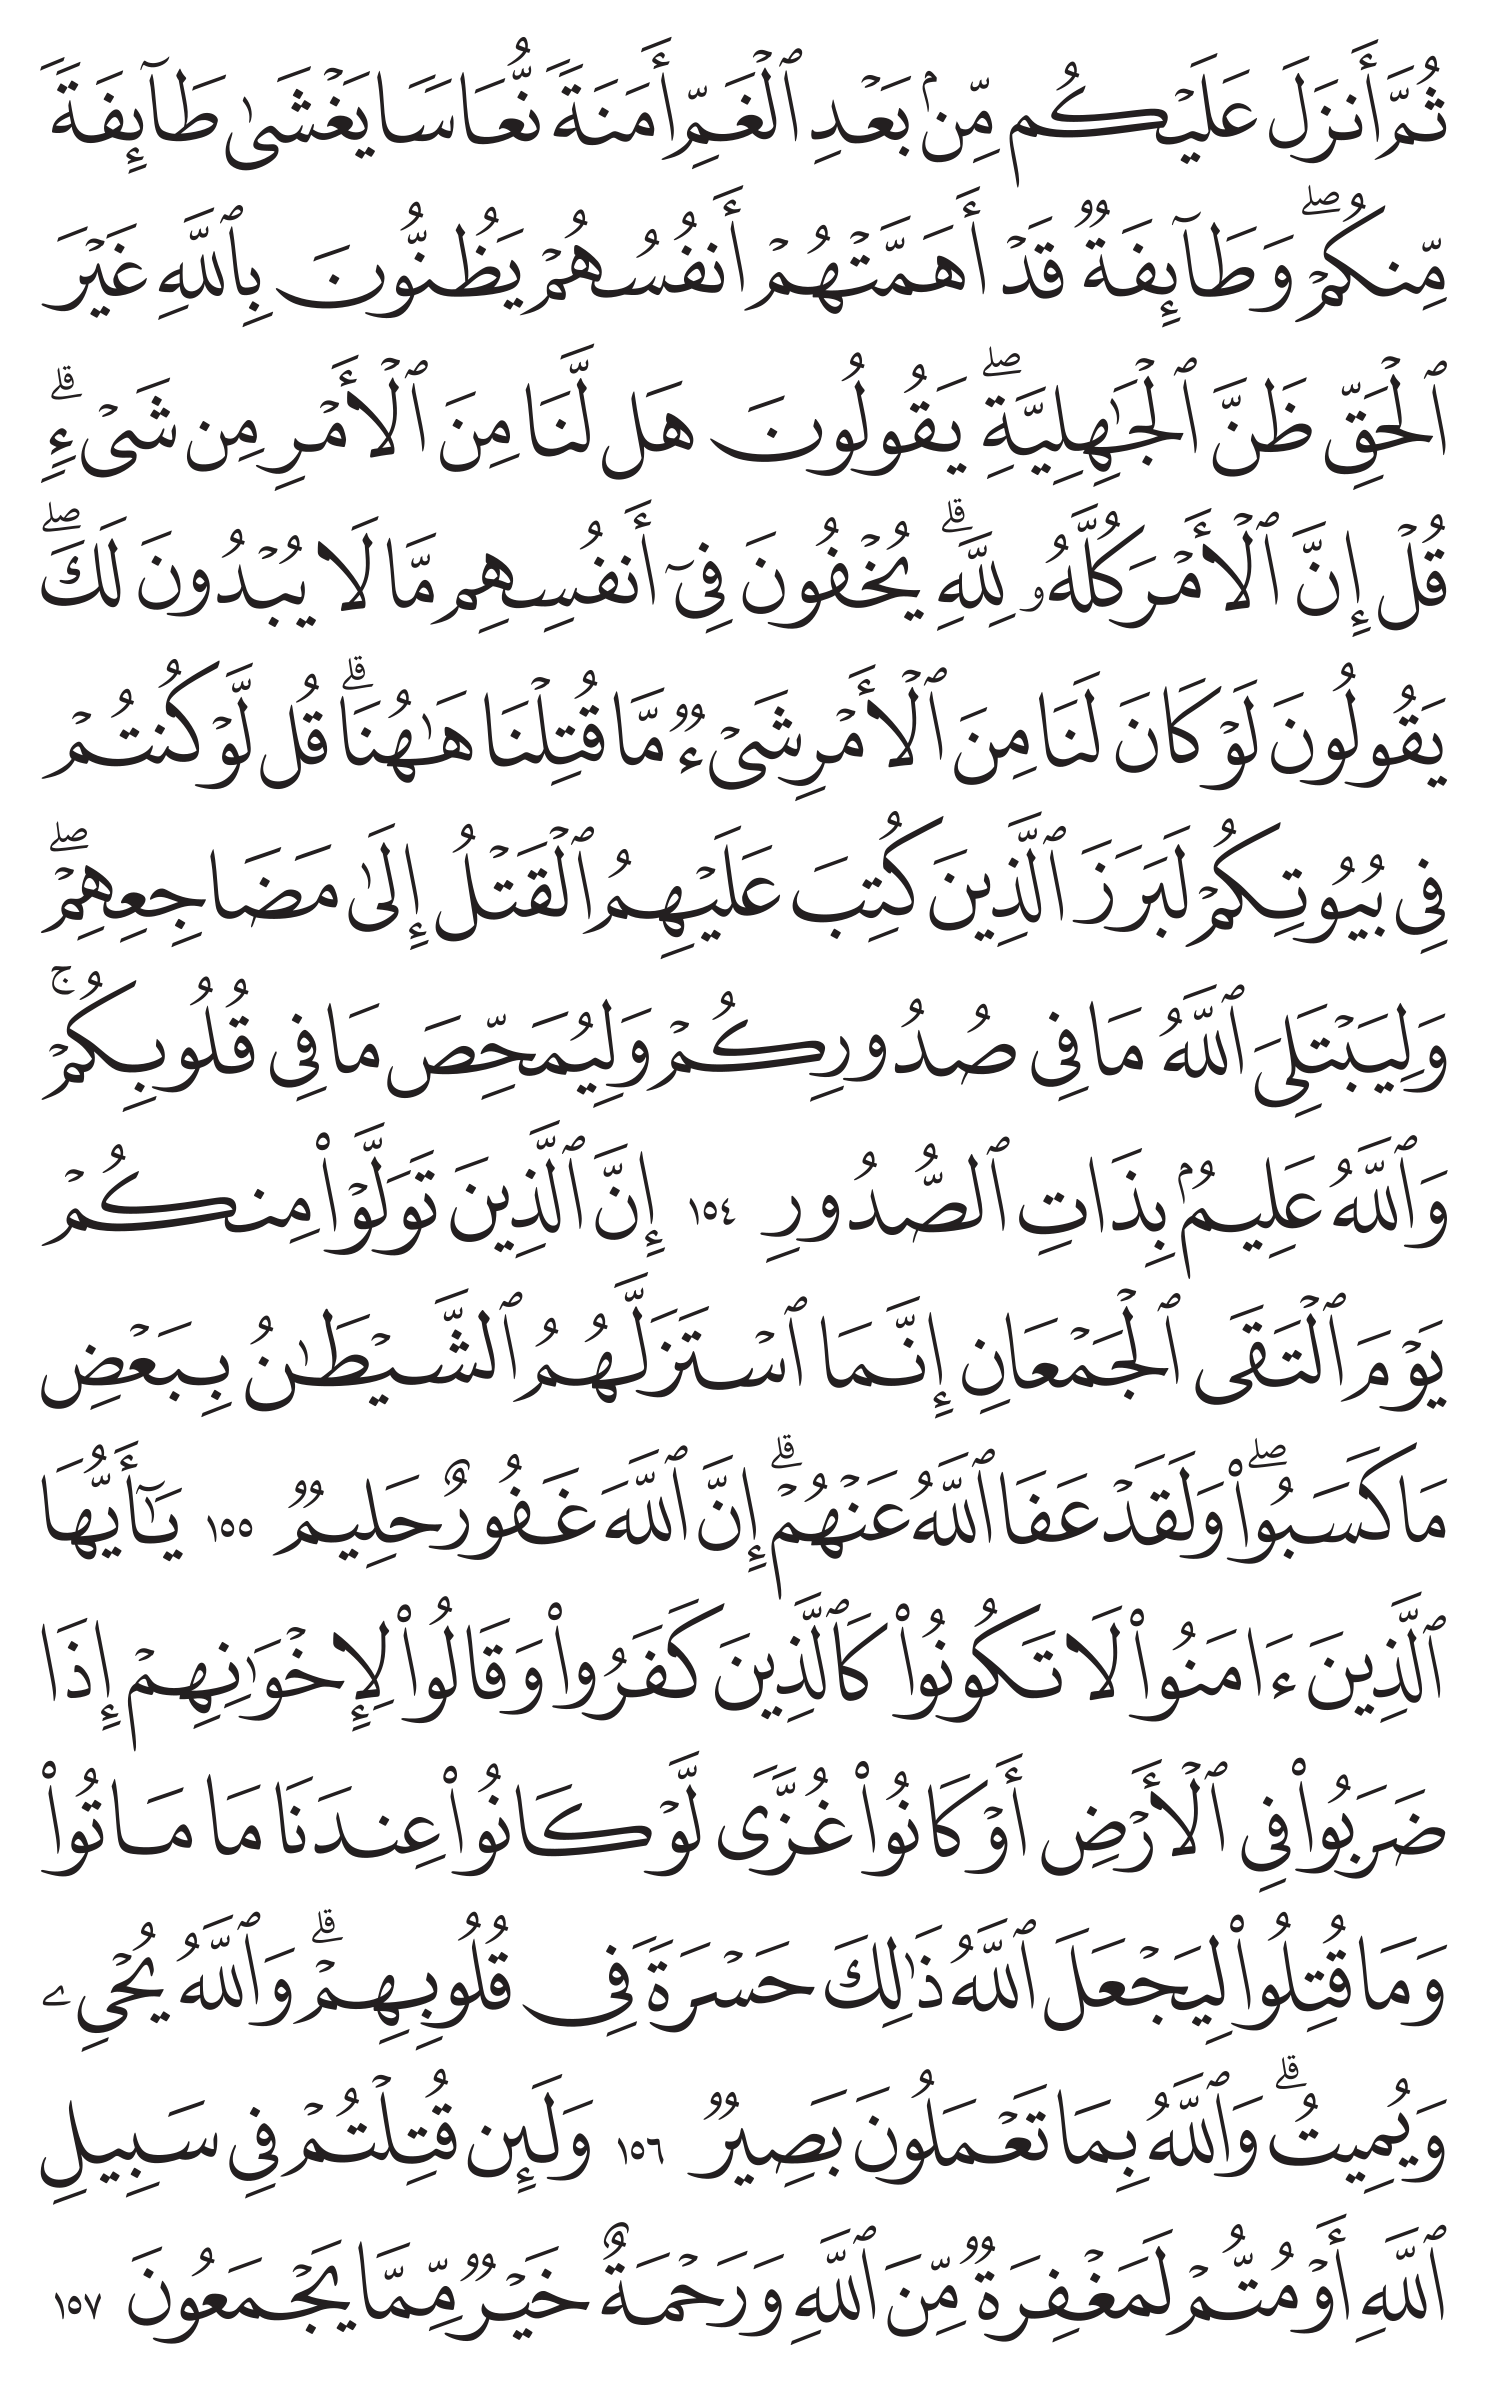 ثُمَّ أَنزَلَ عَلَيۡكُم مِّنۢ بَعۡدِ ٱلۡغَمِّ أَمَنَةٗ نُّعَاسٗا يَغۡشَىٰ طَآئِفَةٗ
مِّنكُمۡۖ وَطَآئِفَةٞ قَدۡ أَهَمَّتۡهُمۡ أَنفُسُهُمۡ يَظُنُّونَ بِٱللَّهِ غَيۡرَ
ٱلۡحَقِّ ظَنَّ ٱلۡجَٰهِلِيَّةِۖ يَقُولُونَ هَل لَّنَا مِنَ ٱلۡأَمۡرِ مِن شَيۡءٖۗ
قُلۡ إِنَّ ٱلۡأَمۡرَ كُلَّهُۥ لِلَّهِۗ يُخۡفُونَ فِيٓ أَنفُسِهِم مَّا لَا يُبۡدُونَ لَكَۖ
يَقُولُونَ لَوۡ كَانَ لَنَا مِنَ ٱلۡأَمۡرِ شَيۡءٞ مَّا قُتِلۡنَا هَٰهُنَاۗ قُل لَّوۡ كُنتُمۡ
فِي بُيُوتِكُمۡ لَبَرَزَ ٱلَّذِينَ كُتِبَ عَلَيۡهِمُ ٱلۡقَتۡلُ إِلَىٰ مَضَاجِعِهِمۡۖ
وَلِيَبۡتَلِيَ ٱللَّهُ مَا فِي صُدُورِكُمۡ وَلِيُمَحِّصَ مَا فِي قُلُوبِكُمۡۚ
وَٱللَّهُ عَلِيمُۢ بِذَاتِ ٱلصُّدُورِ ١٥٤ إِنَّ ٱلَّذِينَ تَوَلَّوۡاْ مِنكُمۡ
يَوۡمَ ٱلۡتَقَى ٱلۡجَمۡعَانِ إِنَّمَا ٱسۡتَزَلَّهُمُ ٱلشَّيۡطَٰنُ بِبَعۡضِ
مَا كَسَبُواْۖ وَلَقَدۡ عَفَا ٱللَّهُ عَنۡهُمۡۗ إِنَّ ٱللَّهَ غَفُورٌ حَلِيمٞ ١٥٥ يَٰٓأَيُّهَا
ٱلَّذِينَ ءَامَنُواْ لَا تَكُونُواْ كَٱلَّذِينَ كَفَرُواْ وَقَالُواْ لِإِخۡوَٰنِهِمۡ إِذَا
ضَرَبُواْ فِي ٱلۡأَرۡضِ أَوۡ كَانُواْ غُزّٗى لَّوۡ كَانُواْ عِندَنَا مَا مَاتُواْ
وَمَا قُتِلُواْ لِيَجۡعَلَ ٱللَّهُ ذَٰلِكَ حَسۡرَةٗ فِي قُلُوبِهِمۡۗ وَٱللَّهُ يُحۡيِۦ
وَيُمِيتُۗ وَٱللَّهُ بِمَا تَعۡمَلُونَ بَصِيرٞ ١٥٦ وَلَئِن قُتِلۡتُمۡ فِي سَبِيلِ
ٱللَّهِ أَوۡ مُتُّمۡ لَمَغۡفِرَةٞ مِّنَ ٱللَّهِ وَرَحۡمَةٌ خَيۡرٞ مِّمَّا يَجۡمَعُونَ ١٥٧